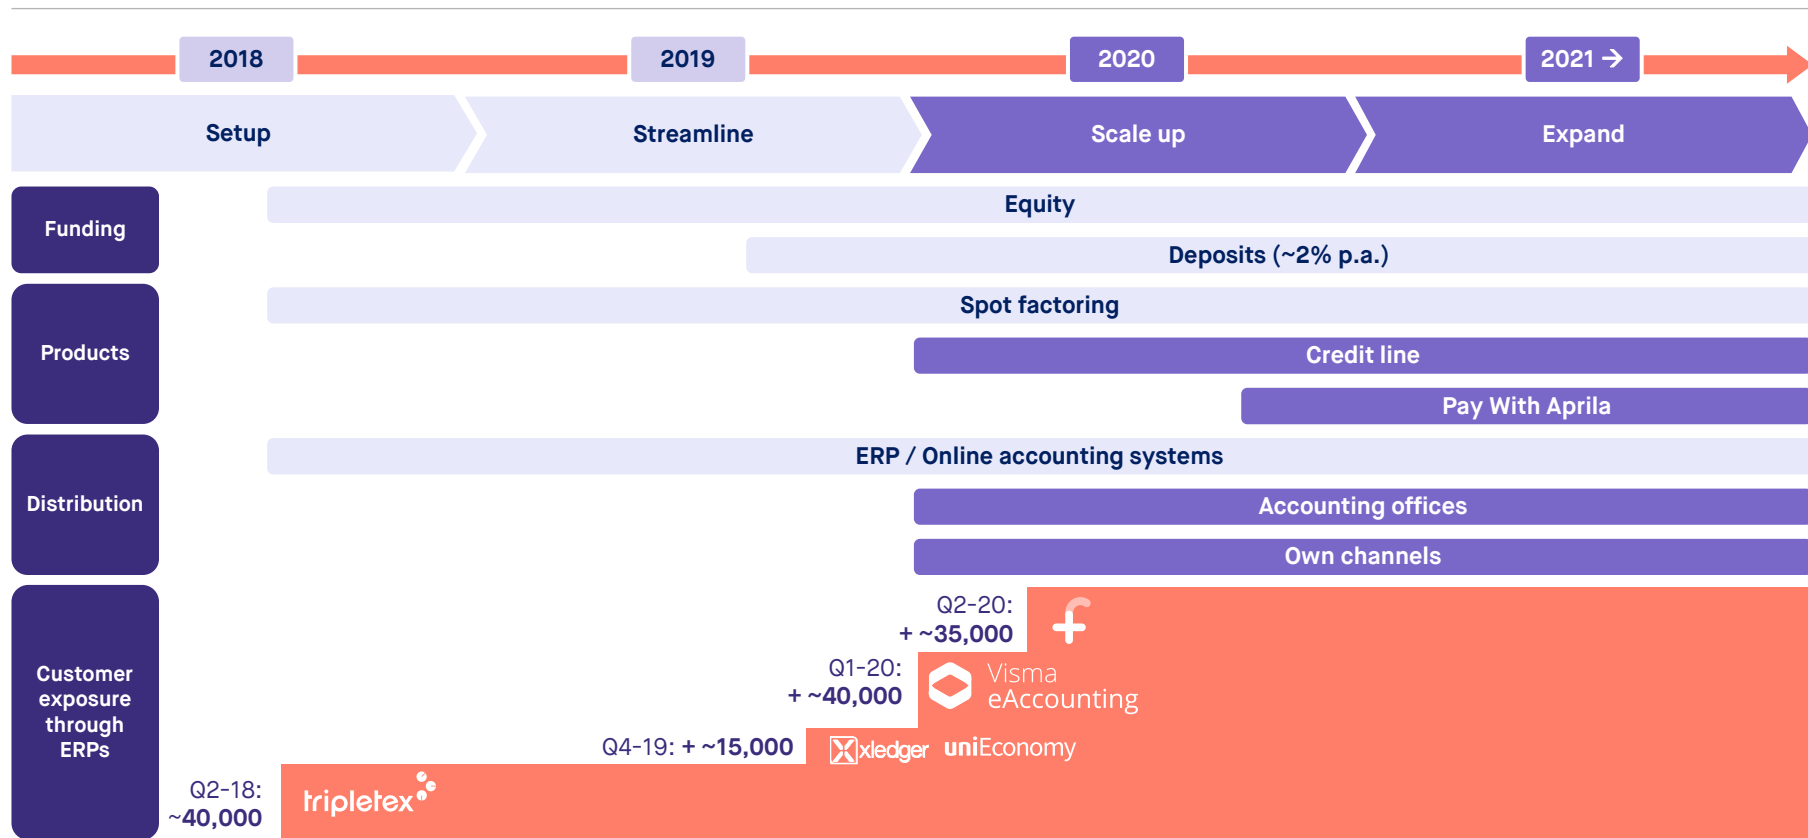 2018
2019
2020
2021 →
Setup
Streamline
Scale up
Expand
Funding
Equity
Deposits (~2% p.a.)
Products
Spot factoring
Credit line
Pay With Aprila
Distribution
ERP / Online accounting systems
Accounting offices
Own channels
Customer
exposure
through
ERPs
Q2-20:
+ ~35,000
Q1-20:
+ ~40,000
Visma
eAccounting
Q4-19: + ~15,000
xledger
uniEconomy
Q2-18:
~40,000
tripletex